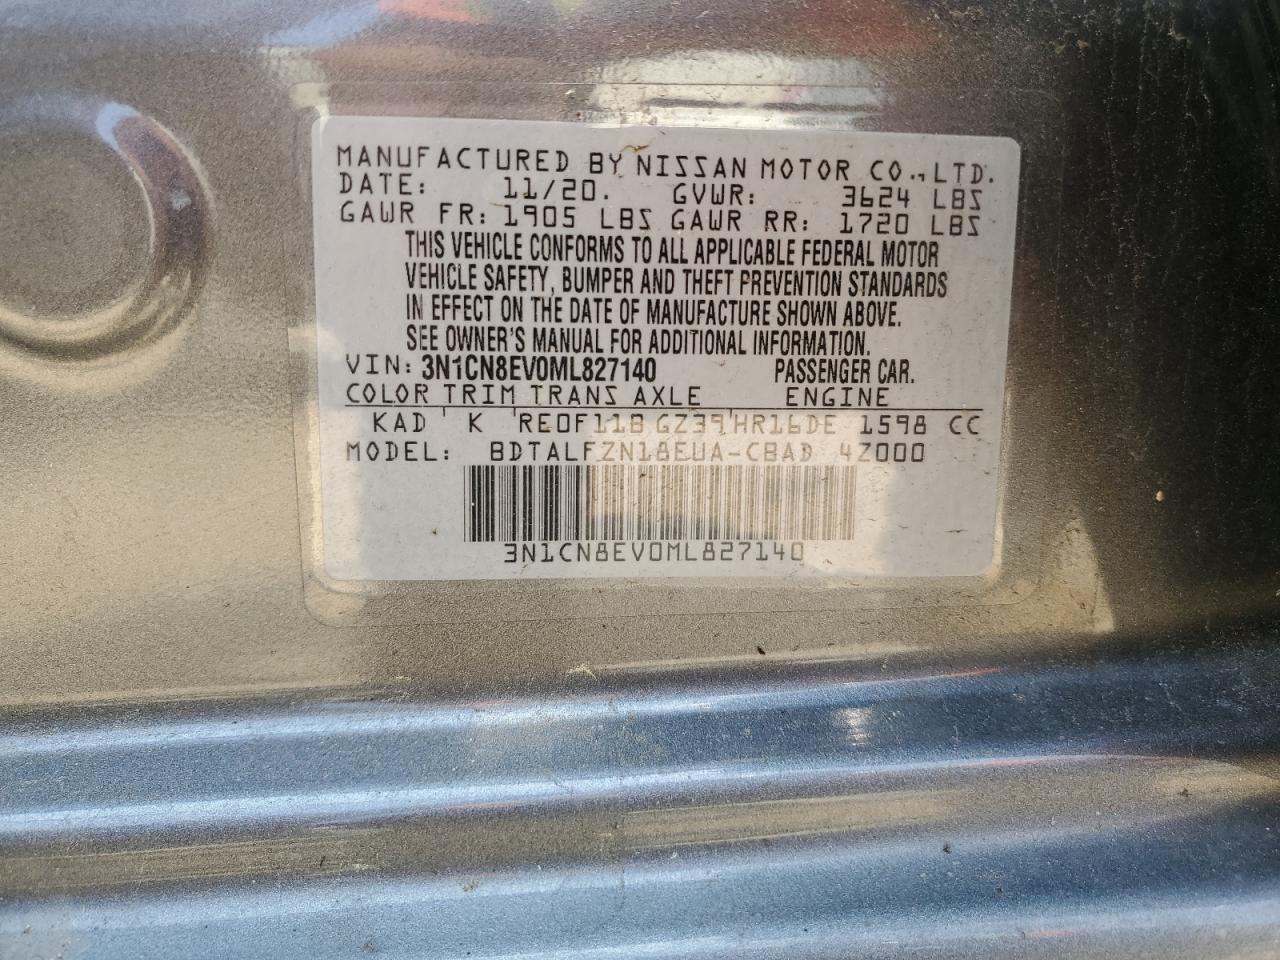 MANUFACTURED BY NISSAN MOTOR CO., LTD.
DATE: 11/20. GVWR: 3624 LBS
GAWR FR: 1905 LBS GAWR RR: 1720 LBS
THIS VEHICLE CONFORMS TO ALL APPLICABLE FEDERAL MOTOR
VEHICLE SAFETY, BUMPER AND THEFT PREVENTION STANDARDS
IN EFFECT ON THE DATE OF MANUFACTURE SHOWN ABOVE.
SEE OWNER'S MANUAL FOR ADDITIONAL INFORMATION.
VIN: 3N1CN8EV0ML827140 PASSENGER CAR.
COLOR TRIM TRANS AXLE ENGINE
KAD K RE0F11B GZ39 HR16DE 1598 CC
MODEL: BDTALFZN18EUA-CBAD 4Z000
3N1CN8EV0ML827140